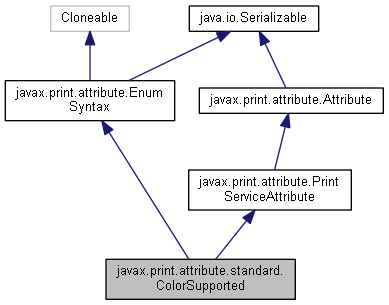 Cloneable
java.io.Serializable
javax.print.attribute.Enum
Syntax
javax.print.attribute.Attribute
javax.print.attribute.Print
ServiceAttribute
javax.print.attribute.standard.
ColorSupported